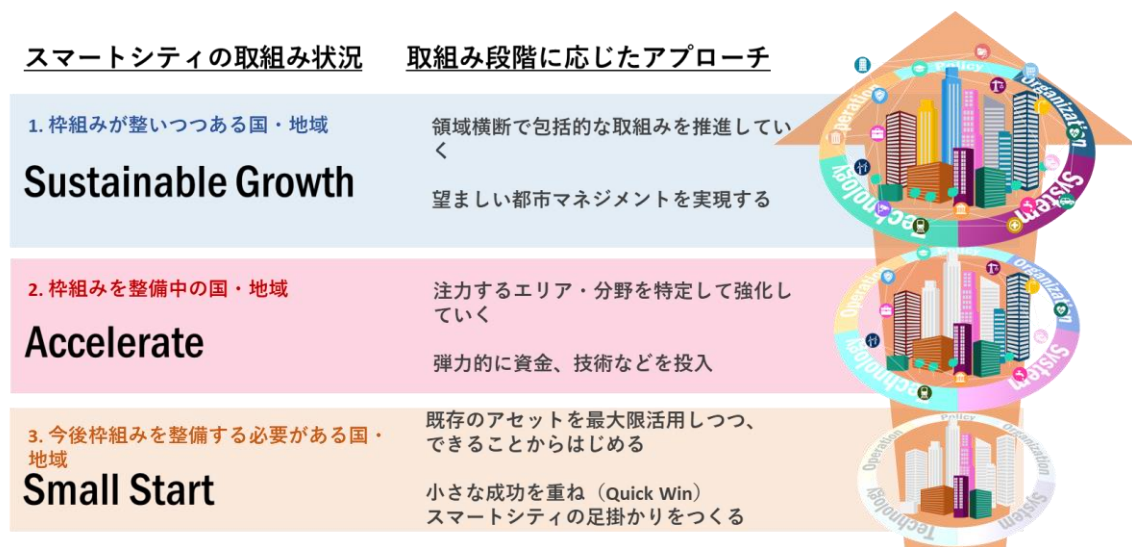 スマートシティの取組み状況
取組み段階に応じたアプローチ
1. 枠組みが整いつつある国・地域
Sustainable Growth
領域横断で包括的な取組みを推進してい
く
望ましい都市マネジメントを実現する
2. 枠組みを整備中の国・地域
Accelerate
注力するエリア・分野を特定して強化し
ていく
弾力的に資金、技術などを投入
3. 今後枠組みを整備する必要がある国・
地域
Small Start
既存のアセットを最大限活用しつつ、
できることからはじめる
小さな成功を重ね（Quick Win）
スマートシティの足掛かりをつくる
Policy
Organization
System
Technology
Operation
Policy
Organization
System
Technology
Operation
Policy
Organization
System
Technology
Operation